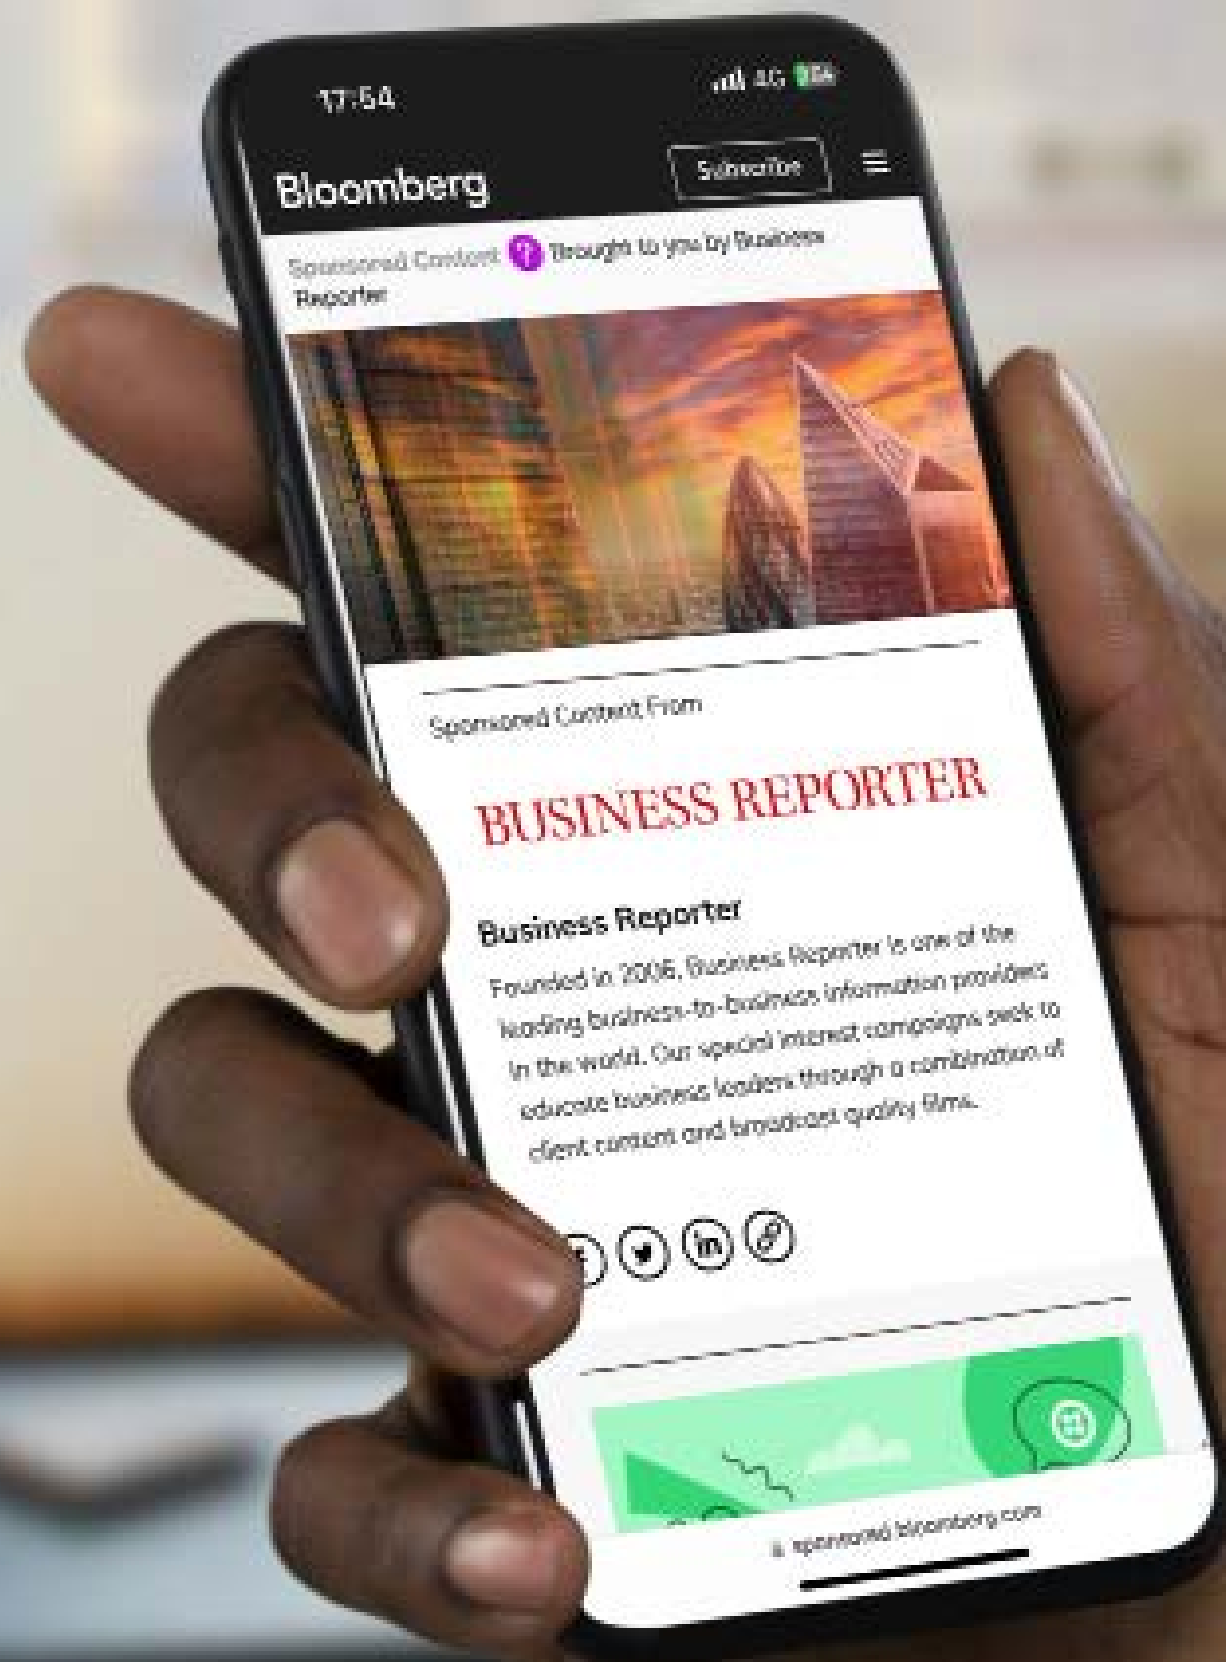 17:54
4G
Bloomberg
Subscribe
Sponsored Content ? Brought to you by Business
Reporter
Sponsored Content From
BUSINESS REPORTER
Business Reporter
Founded in 2006, Business Reporter is one of the
leading business-to-business information providers
in the world. Our special interest campaigns seek to
educate business leaders through a combination of
client content and broadcast quality films.
in
sponsored.bloomberg.com